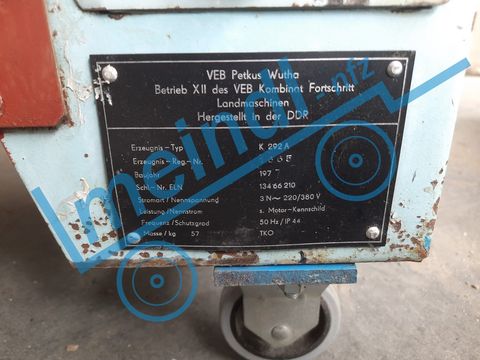 VEB Petkus Wutha
Betrieb XII des VEB Kombinat Fortschritt
Landmaschinen
Hergestellt in der DDR
Erzeugnis-Typ K 292 A
Erzeugnis-Reg.-Nr.
Baujahr
Schl.-Nr. ELN 134 66 210
Stromart/Nennspannung 3 N~ 220/380 V
Leistung/Nennstrom s. Motor-Kennschild
Frequenz/Schutzgrad 50 Hz/IP 44
Masse/kg 57 TKO
lmeindl-nfz